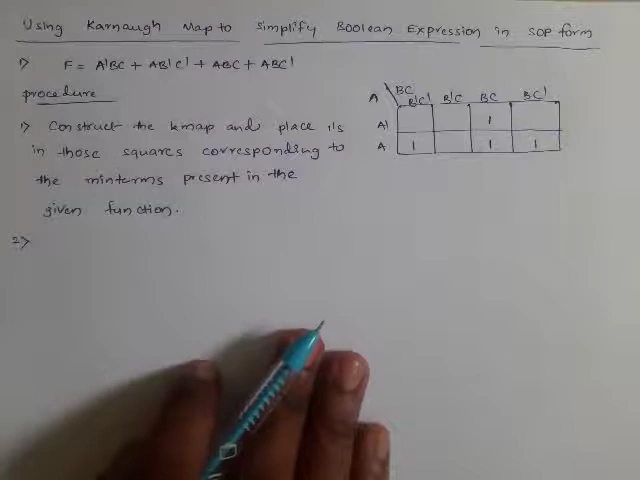 Using Karnaugh Map to simplify Boolean Expression in SOP form
1) F = A'BC + AB'C' + ABC + ABC'
procedure
1) Construct the kmap and place 1's
in those squares corresponding to
the minterms present in the
given function.
2)
BC
A B'C' B'C BC BC'
A' 1
A 1 1 1